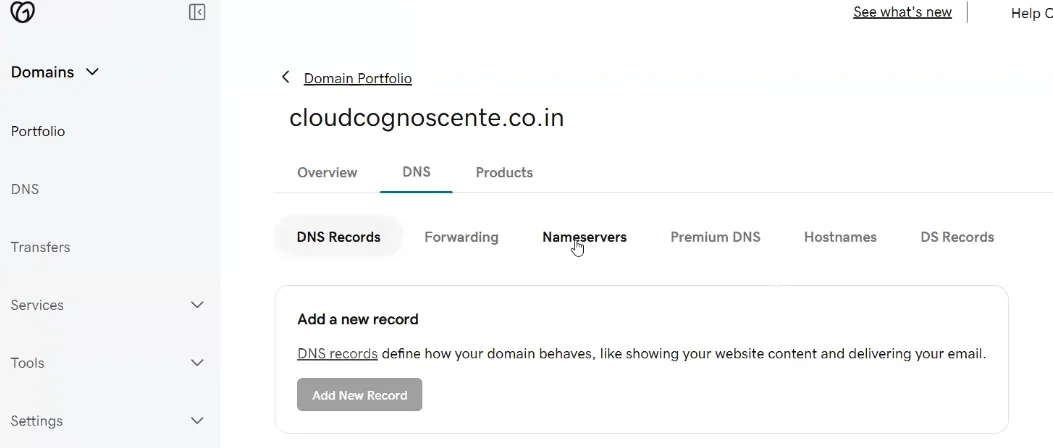 See what's new
Help C
Domains
Portfolio
DNS
Transfers
Services
Tools
Settings
Domain Portfolio
cloudcognoscente.co.in
Overview DNS Products
DNS Records Forwarding Nameservers Premium DNS Hostnames DS Records
Add a new record
DNS records define how your domain behaves, like showing your website content and delivering your email.
Add New Record